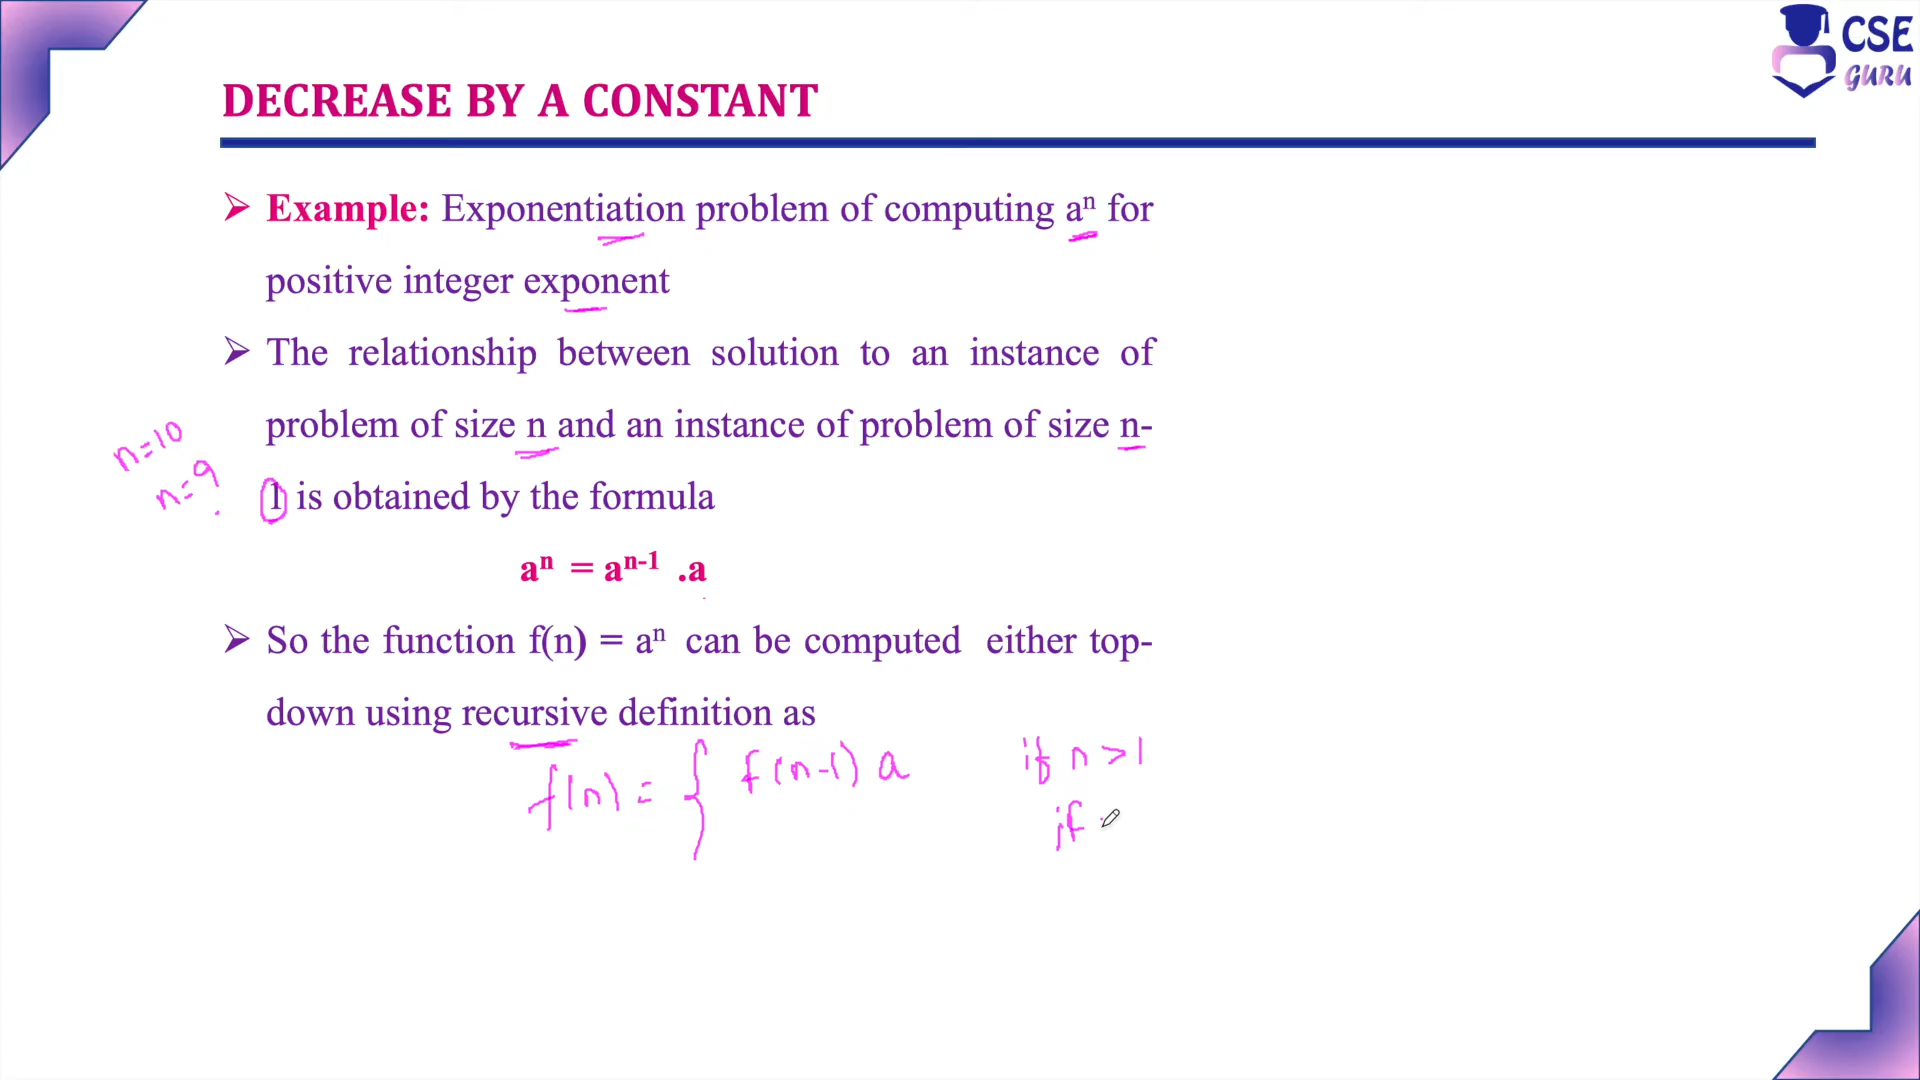 CSE
GURU
DECREASE BY A CONSTANT
➢ Example: Exponentiation problem of computing aⁿ for
positive integer exponent
➢ The relationship between solution to an instance of
problem of size n and an instance of problem of size n-
1 is obtained by the formula
n=10
n=9
aⁿ = aⁿ⁻¹ .a
➢ So the function f(n) = aⁿ can be computed either top-
down using recursive definition as
f(n) = { f(n-1) a if n >1
if